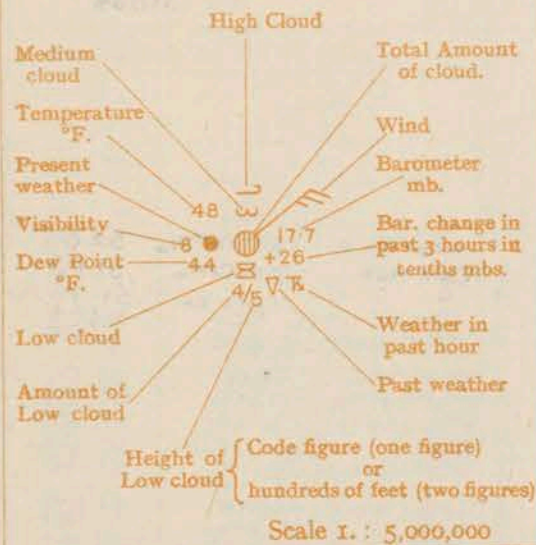 High Cloud
Medium
cloud
Total Amount
of cloud.
Temperature
°F.
Wind
Present
weather
Barometer
mb.
48
Visibility
8
177
Bar. change in
past 3 hours in
tenths mbs.
+26
Dew Point
°F.
44
4/5
Low cloud
Weather in
past hour
Amount of
Low cloud
Past weather
Height of
Low cloud
Code figure (one figure)
or
hundreds of feet (two figures)
Scale 1. : 5,000,000